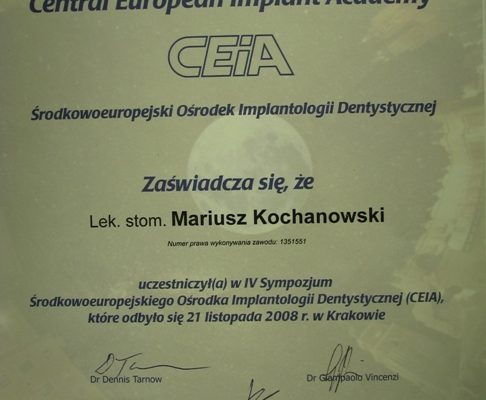 Central European Implant Academy
CEiA
Środkowoeuropejski Ośrodek Implantologii Dentystycznej
Zaświadcza się, że
Lek. stom. Mariusz Kochanowski
Numer prawa wykonywania zawodu: 1351551
uczestniczył(a) w IV Sympozjum
Środkowoeuropejskiego Ośrodka Implantologii Dentystycznej (CEIA),
które odbyło się 21 listopada 2008 r. w Krakowie
Dr Dennis Tarnow
Dr Giampaolo Vincenzi